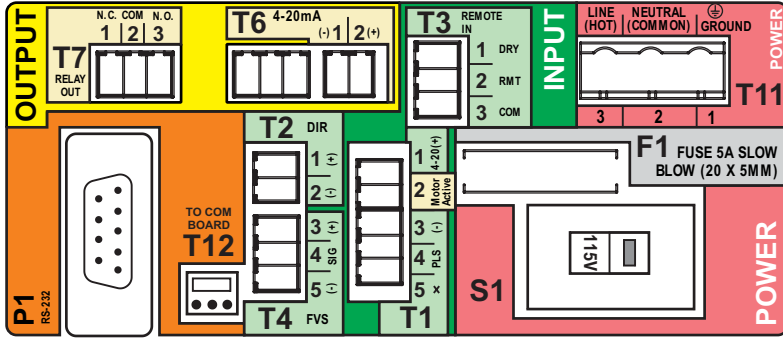 OUTPUT
N.C. COM N.O.
1 2 3
T7
RELAY
OUT
T6 4-20mA
(-) 1 2 (+)
T3 REMOTE
IN
1 DRY
2 RMT
3 COM
INPUT
LINE
(HOT)
NEUTRAL
(COMMON)
GROUND
POWER
T11
3 2 1
P1
RS-232
TO COM
BOARD
T12
T2 DIR
1 (+)
2 (-)
3 (+)
4 SIG
5 (-)
T4 FVS
1 4-20(+)
2 Motor
Active
3 (-)
4 PLS
5 x
T1
F1 FUSE 5A SLOW
BLOW (20 X 5MM)
115V
S1
POWER